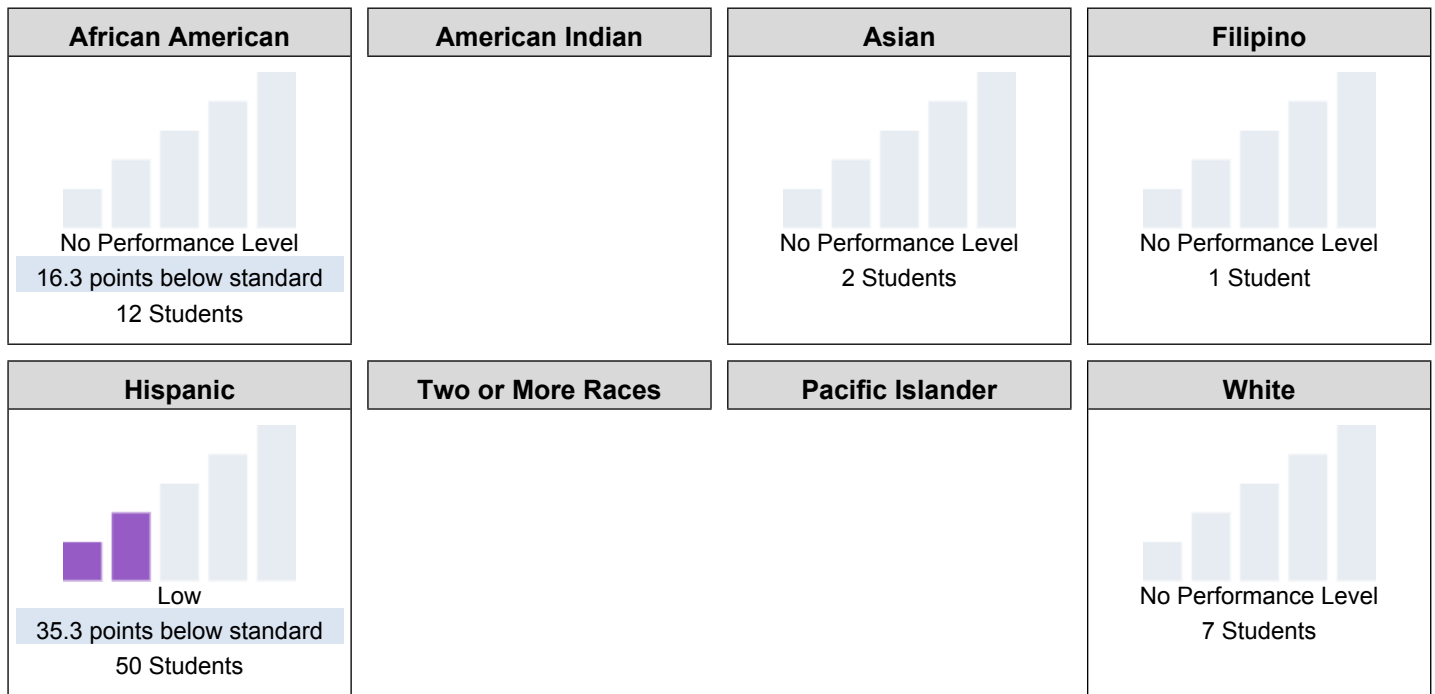 African American
American Indian
Asian
Filipino
No Performance Level
16.3 points below standard
12 Students
No Performance Level
2 Students
No Performance Level
1 Student
Hispanic
Two or More Races
Pacific Islander
White
Low
35.3 points below standard
50 Students
No Performance Level
7 Students